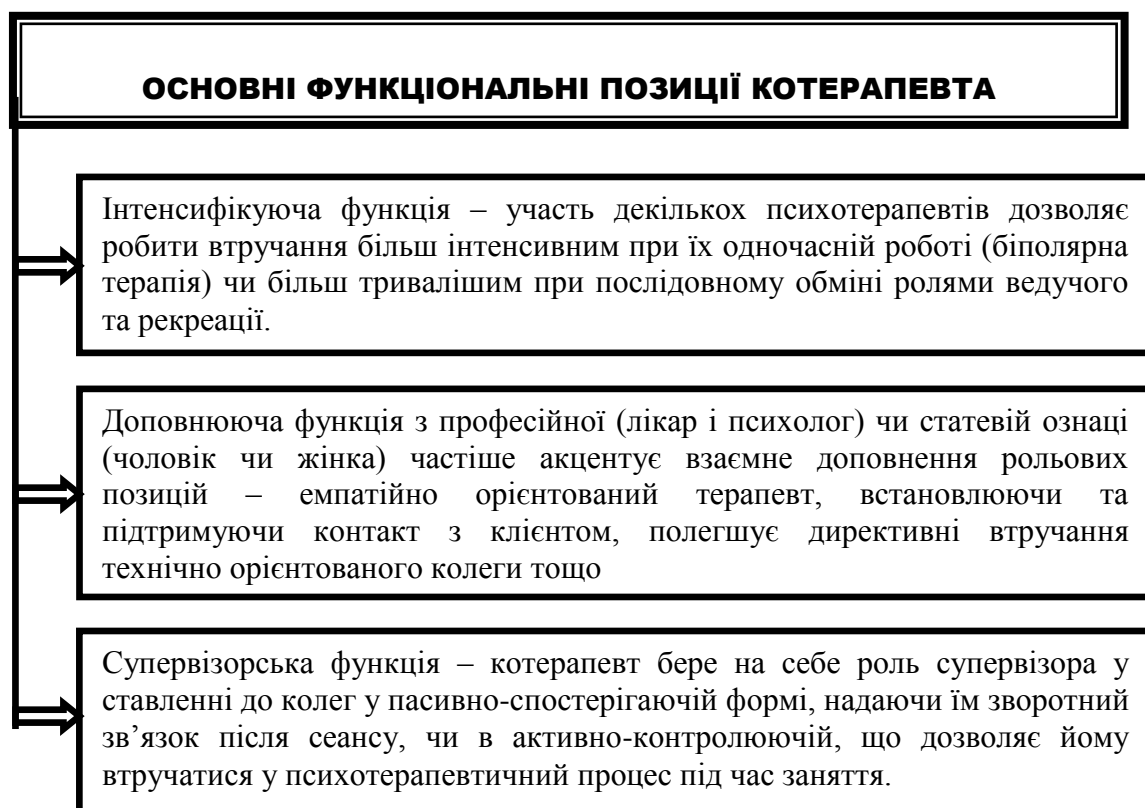 ОСНОВНІ ФУНКЦІОНАЛЬНІ ПОЗИЦІЇ КОТЕРАПЕВТА
Інтенсифікуюча функція – участь декількох психотерапевтів дозволяє
робити втручання більш інтенсивним при їх одночасній роботі (біполярна
терапія) чи більш тривалішим при послідовному обміні ролями ведучого
та рекреації.
Доповнююча функція з професійної (лікар і психолог) чи статевій ознаці
(чоловік чи жінка) частіше акцентує взаємне доповнення рольових
позицій – емпатійно орієнтований терапевт, встановлюючи та
підтримуючи контакт з клієнтом, полегшує директивні втручання
технічно орієнтованого колеги тощо
Супервізорська функція – котерапевт бере на себе роль супервізора у
ставленні до колег у пасивно-спостерігаючій формі, надаючи їм зворотний
зв’язок після сеансу, чи в активно-контролюючій, що дозволяє йому
втручатися у психотерапевтичний процес під час заняття.